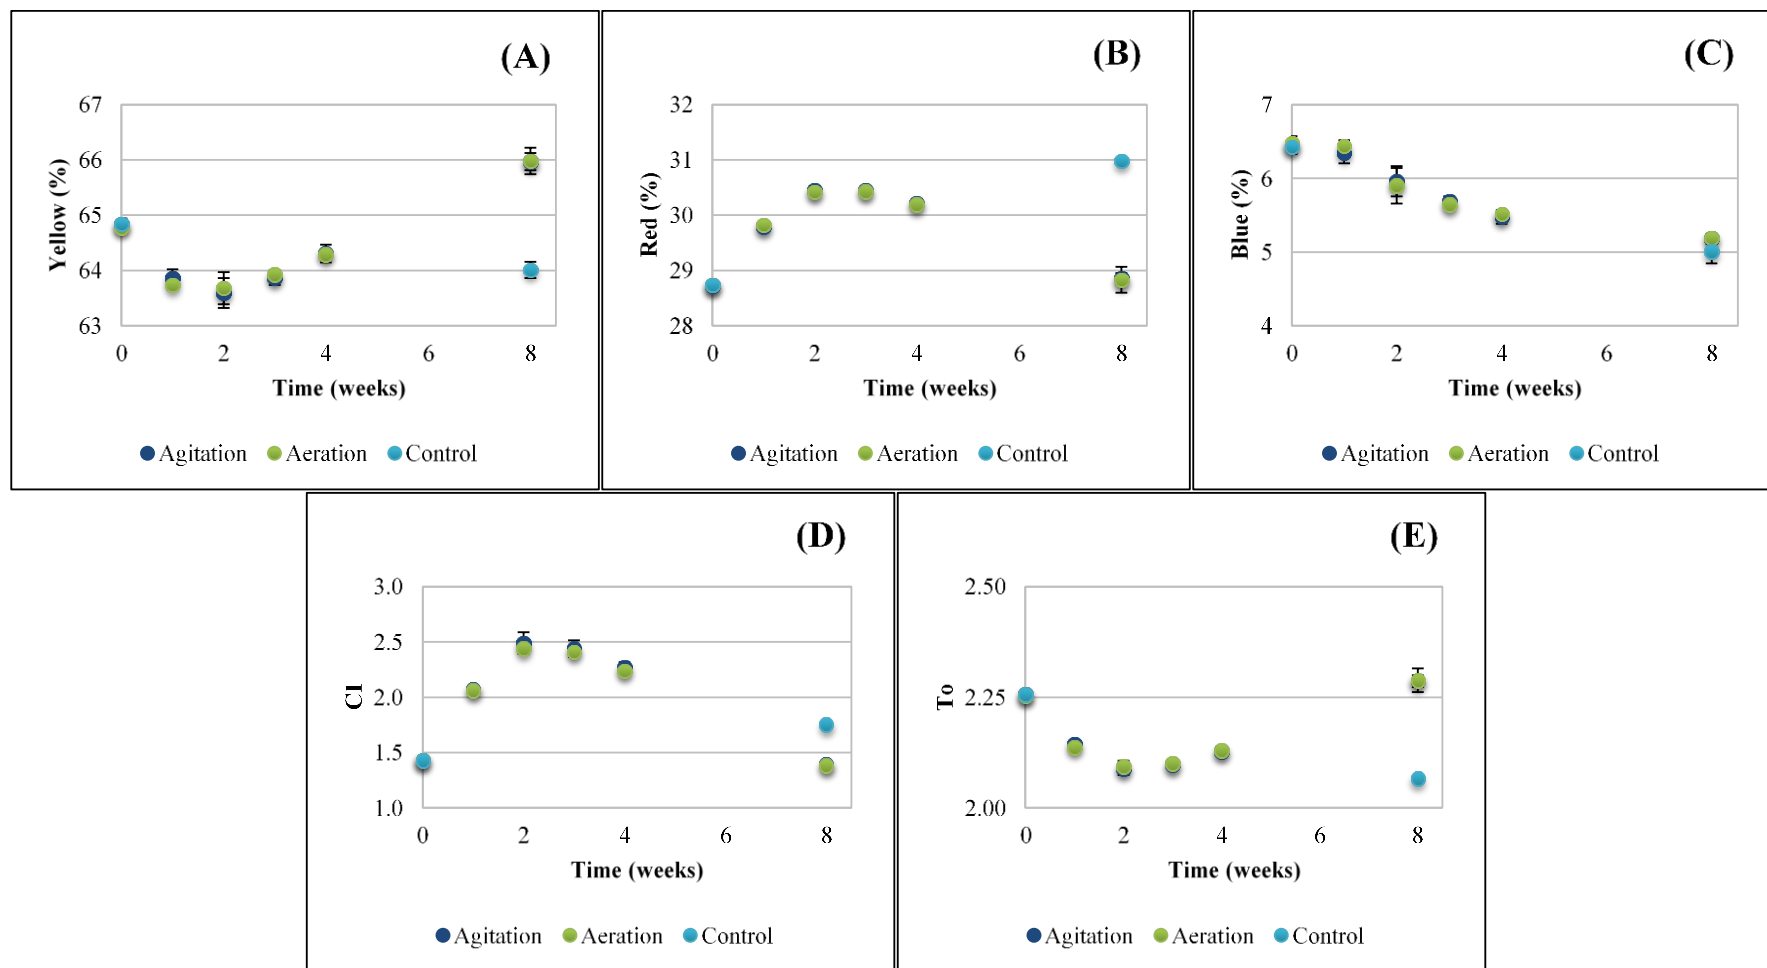 (A)
Yellow (%)
67
66
65
64
63
0 2 4 6 8
Time (weeks)
Agitation Aeration Control
(B)
Red (%)
32
31
30
29
28
0 2 4 6 8
Time (weeks)
Agitation Aeration Control
(C)
Blue (%)
7
6
5
4
0 2 4 6 8
Time (weeks)
Agitation Aeration Control
(D)
CI
3.0
2.5
2.0
1.5
1.0
0 2 4 6 8
Time (weeks)
Agitation Aeration Control
(E)
To
2.50
2.25
2.00
0 2 4 6 8
Time (weeks)
Agitation Aeration Control